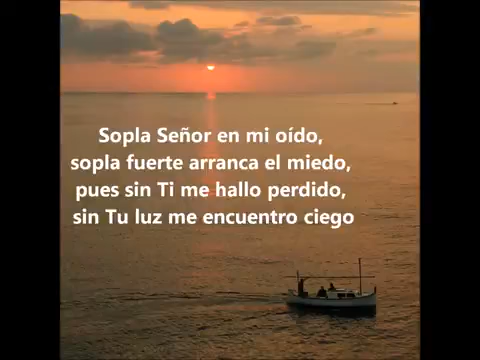 Sopla Señor en mi oído,
sopla fuerte arranca el miedo,
pues sin Ti me hallo perdido,
sin Tu luz me encuentro ciego